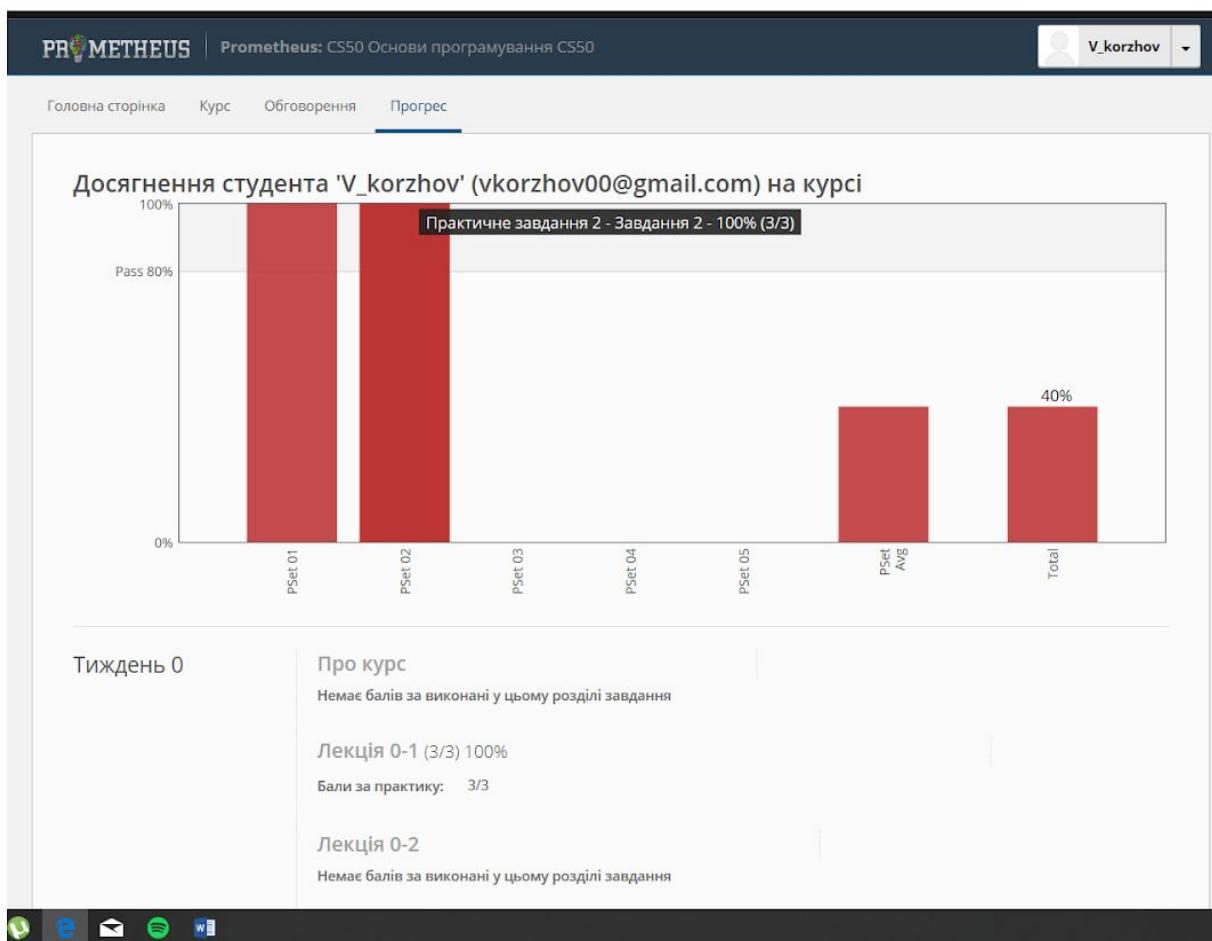 PROMETHEUS Prometheus: CS50 Основи програмування CS50 V_korzhov
Головна сторінка Курс Обговорення Прогрес
Досягнення студента 'V_korzhov' (vkorzhov00@gmail.com) на курсі
100%
Практичне завдання 2 - Завдання 2 - 100% (3/3)
Pass 80%
40%
0%
PSet 01
PSet 02
PSet 03
PSet 04
PSet 05
PSet
Avg
Total
Тиждень 0
Про курс
Немає балів за виконані у цьому розділі завдання
Лекція 0-1 (3/3) 100%
Бали за практику: 3/3
Лекція 0-2
Немає балів за виконані у цьому розділі завдання